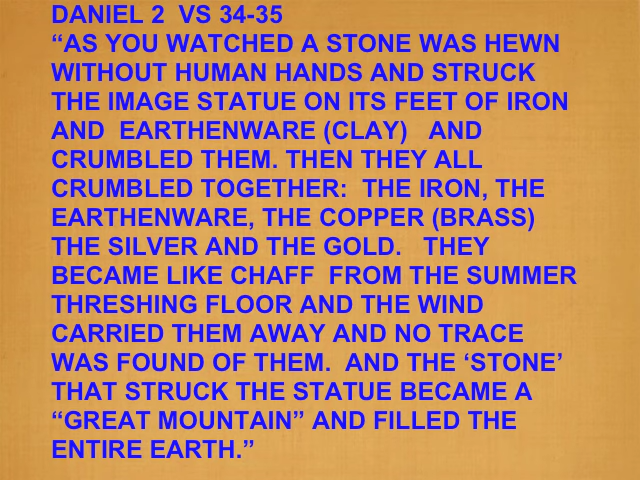 DANIEL 2  VS 34-35
“AS YOU WATCHED A STONE WAS HEWN
WITHOUT HUMAN HANDS AND STRUCK
THE IMAGE STATUE ON ITS FEET OF IRON
AND  EARTHENWARE (CLAY)   AND
CRUMBLED THEM. THEN THEY ALL
CRUMBLED TOGETHER:  THE IRON, THE
EARTHENWARE, THE COPPER (BRASS)
THE SILVER AND THE GOLD.   THEY
BECAME LIKE CHAFF  FROM THE SUMMER
THRESHING FLOOR AND THE WIND
CARRIED THEM AWAY AND NO TRACE
WAS FOUND OF THEM.  AND THE ‘STONE’
THAT STRUCK THE STATUE BECAME A
“GREAT MOUNTAIN” AND FILLED THE
ENTIRE EARTH.”